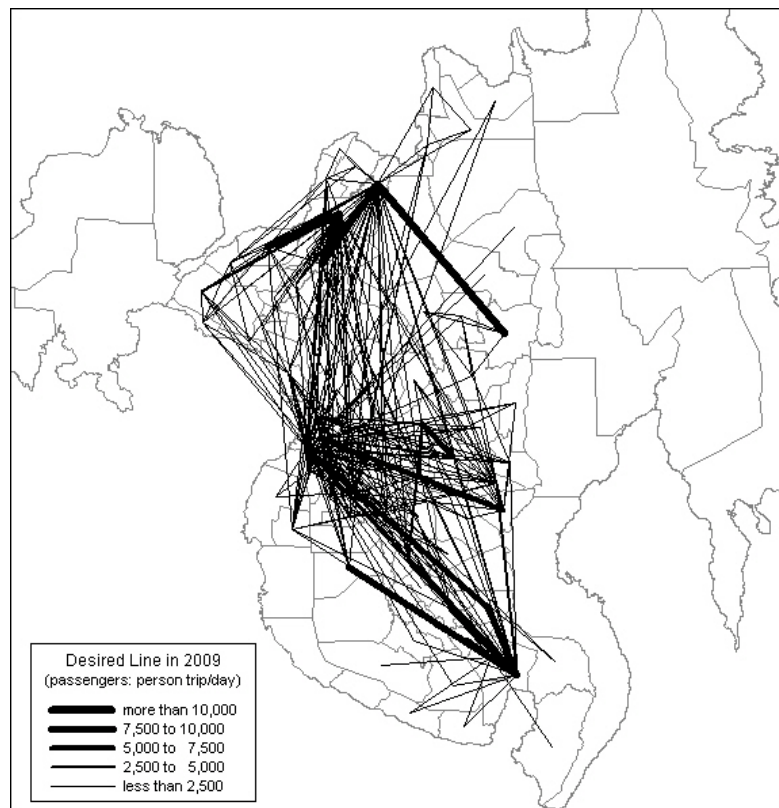 Desired Line in 2009
(passengers: person trip/day)
more than 10,000
7,500 to 10,000
5,000 to 7,500
2,500 to 5,000
less than 2,500